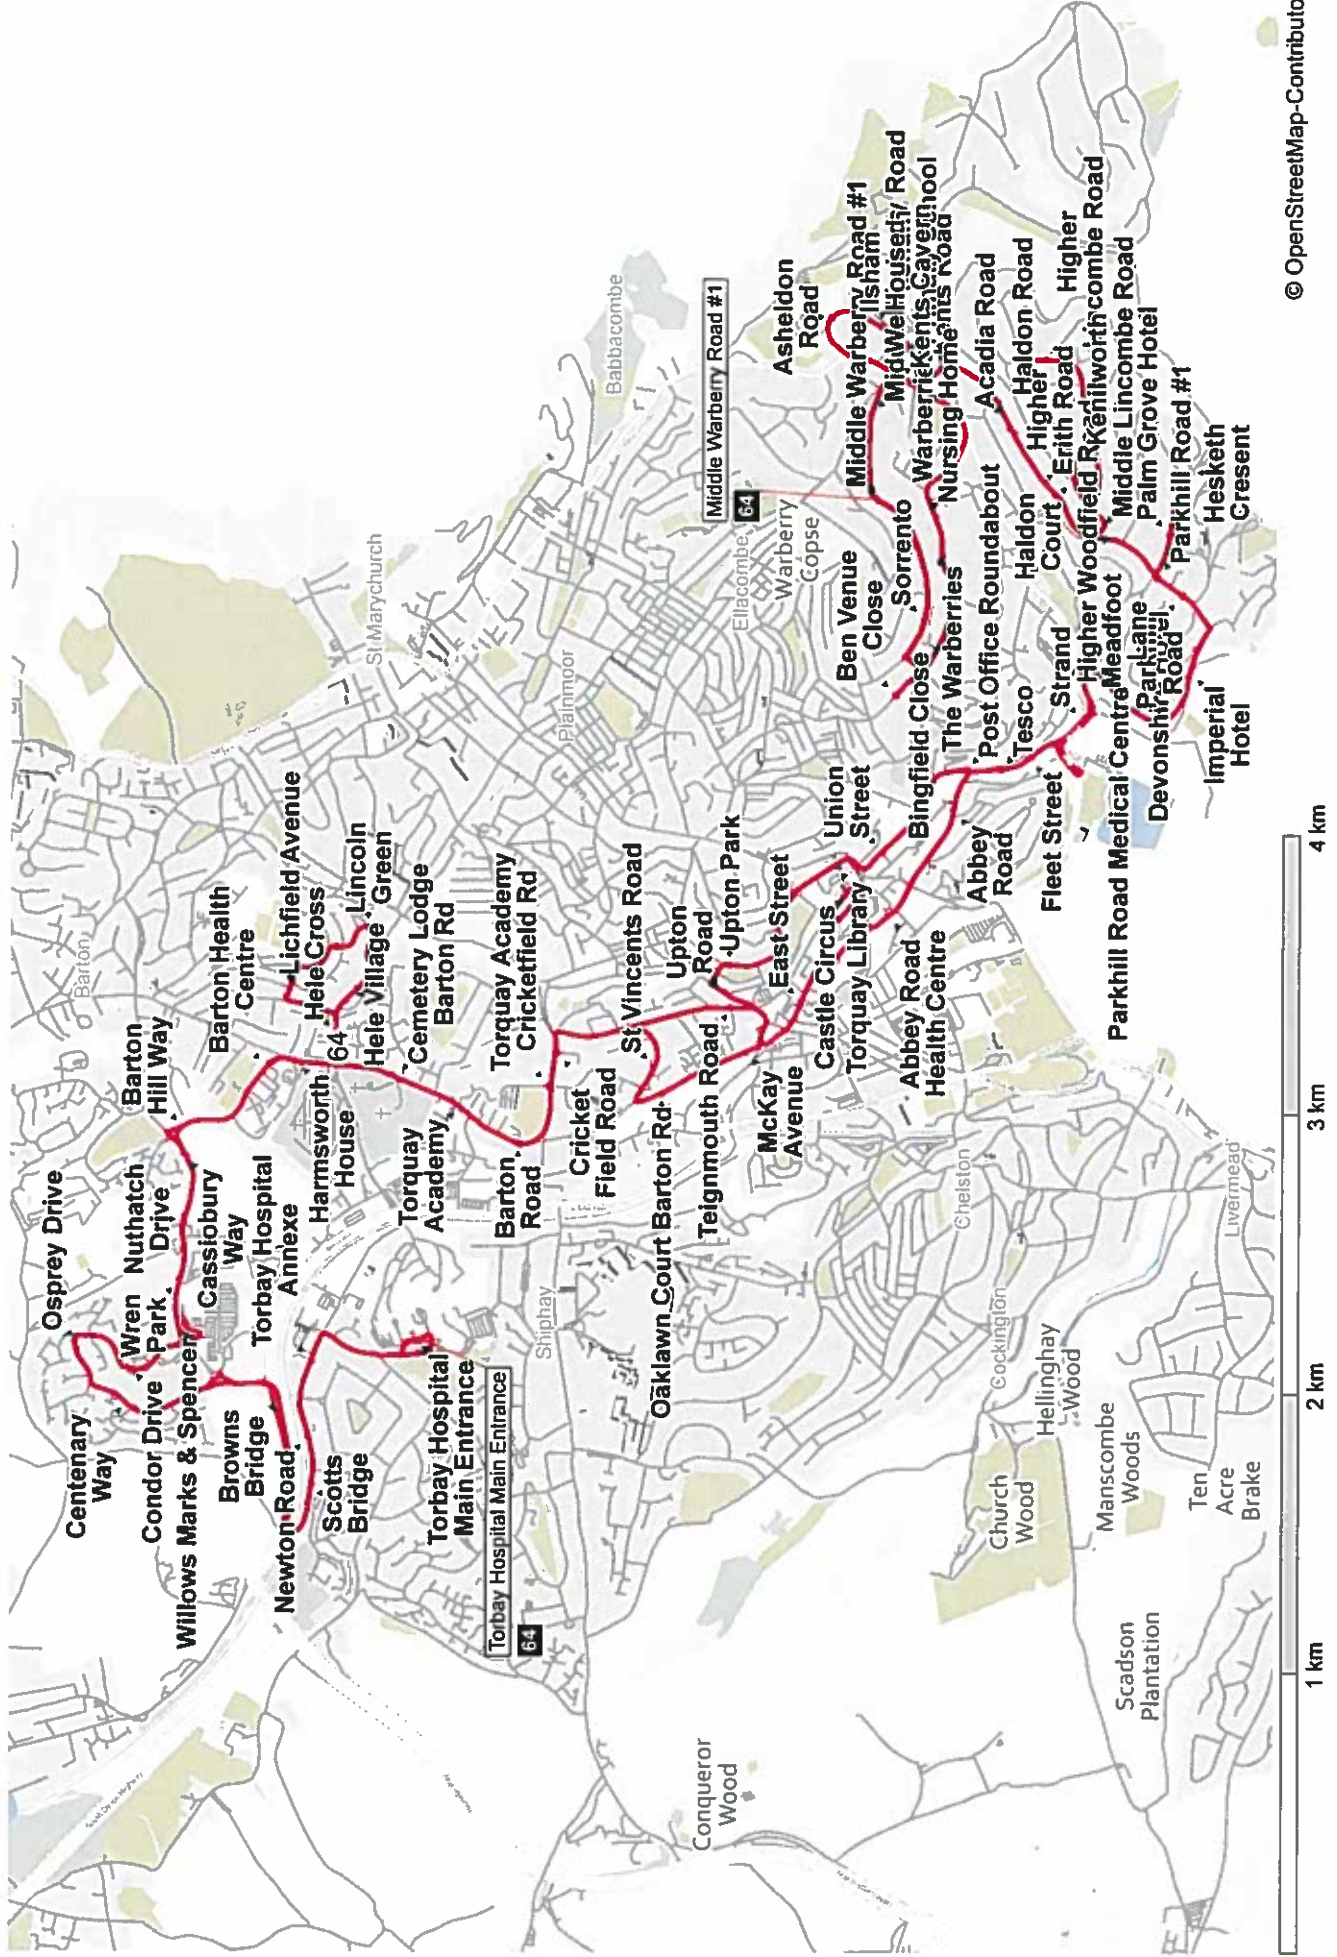 Osprey Drive
Centenary
Way
Wren
Park
Nuthatch
Drive
Barton
Hill Way
Condor Drive
Willows Marks & Spencer
Cassiobury
Way
Browns
Bridge
Torbay Hospital
Annexe
Newton Road
Scotts
Bridge
Torbay Hospital
Main Entrance
Torbay Hospital Main Entrance
64
Barton
Barton Health
Centre
Lichfield Avenue
Hele Cross
Lincoln
Green
64
Hele Village
Harmsworth
House
Cemetery Lodge
Barton Rd
Torquay
Academy
Torquay Academy
Cricketfield Rd
Barton
Road
Cricket
Field Road
St Vincents Road
Oaklawn Court Barton Rd
Upton
Road
Upton Park
Teignmouth Road
McKay
Avenue
East Street
Castle Circus
Torquay Library
Union
Street
Abbey Road
Health Centre
Abbey
Road
St Marychurch
Plainmoor
Babbacombe
Ellacombe
Warberry
Copse
Middle Warberry Road #1
64
Asheldon
Road
Middle Warberry Road #1
Ilsham
Road
Nursing Home
Ben Venue
Close
Sorrento
Bingfield Close
The Warberries
Post Office Roundabout
Tesco
Strand
Fleet Street
Acadia Road
Haldon Road
Higher
Erith Road
Haldon
Court
Higher
Higher Woodfield Road
Kenilworth
Lincombe Road
Middle Lincombe Road
Palm Grove Hotel
Parkhill Road #1
Hesketh
Cresent
Meadfoot
Park Lane
Devonshire Hotel
Road
Imperial
Hotel
Parkhill Road Medical Centre
Shiphay
Chelston
Cockington
Livermead
Hellinghay
Wood
Church
Wood
Manscombe
Woods
Ten
Acre
Brake
Scadson
Plantation
Conqueror
Wood
1 km
2 km
3 km
4 km
© OpenStreetMap-Contributo